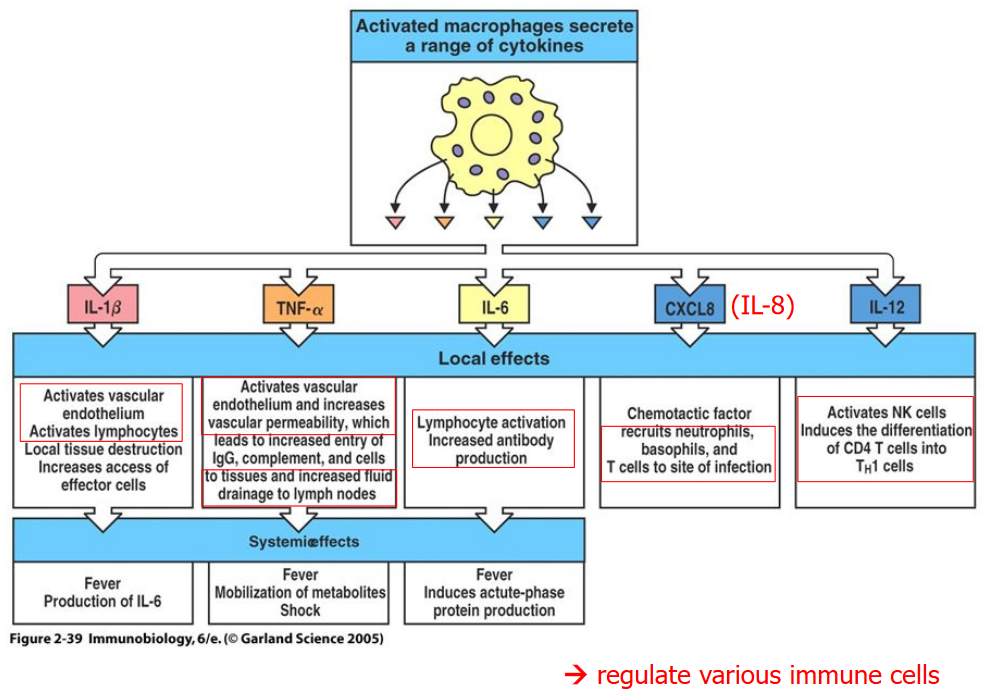 Activated macrophages secrete
a range of cytokines
IL-1β
TNF-α
IL-6
CXCL8
(IL-8)
IL-12
Local effects
Activates vascular
endothelium
Activates lymphocytes
Local tissue destruction
Increases access of
effector cells
Activates vascular
endothelium and increases
vascular permeability, which
leads to increased entry of
IgG, complement, and cells
to tissues and increased fluid
drainage to lymph nodes
Lymphocyte activation
Increased antibody
production
Chemotactic factor
recruits neutrophils,
basophils, and
T cells to site of infection
Activates NK cells
Induces the differentiation
of CD4 T cells into
TH1 cells
Systemic effects
Fever
Production of IL-6
Fever
Mobilization of metabolites
Shock
Fever
Induces actute-phase
protein production
Figure 2-39 Immunobiology, 6/e. (© Garland Science 2005)
→ regulate various immune cells